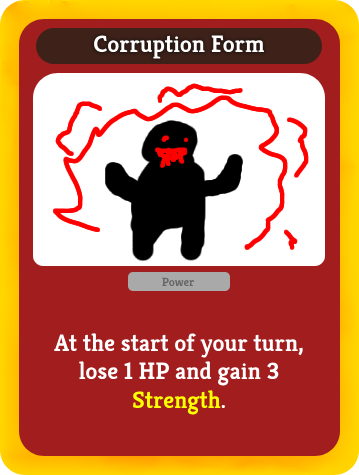 Corruption Form
Power
At the start of your turn,
lose 1 HP and gain 3
Strength.